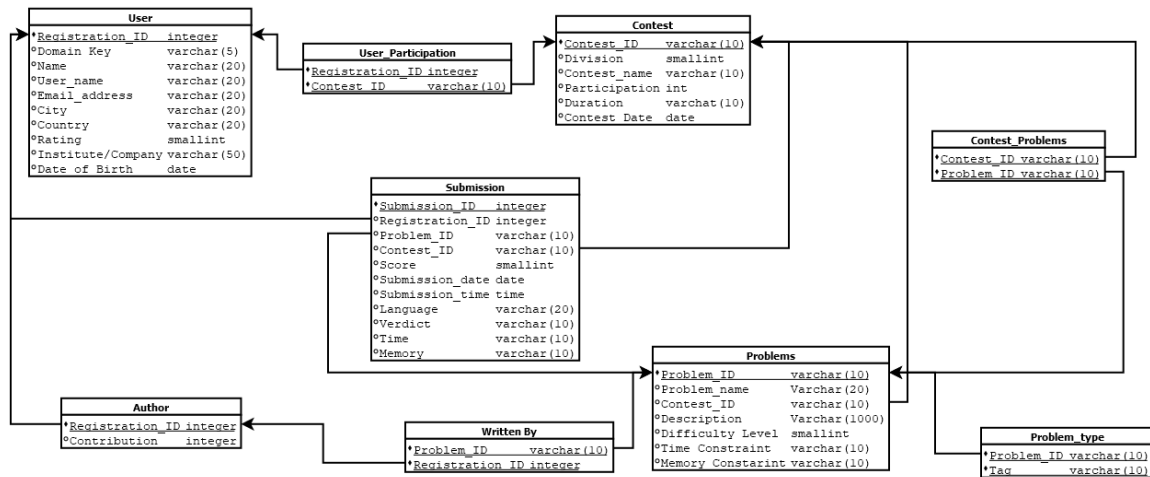 User
Registration_ID integer
Domain Key varchar(5)
Name varchar(20)
User_name varchar(20)
Email_address varchar(20)
City varchar(20)
Country varchar(20)
Rating smallint
Institute/Company varchar(50)
Date of Birth date
User_Participation
Registration_ID integer
Contest_ID varchar(10)
Contest
Contest_ID varchar(10)
Division smallint
Contest_name varchar(10)
Participation int
Duration varchat(10)
Contest Date date
Contest_Problems
Contest_ID varchar(10)
Problem_ID varchar(10)
Submission
Submission_ID integer
Registration_ID integer
Problem_ID varchar(10)
Contest_ID varchar(10)
Score smallint
Submission_date date
Submission_time time
Language varchar(20)
Verdict varchar(10)
Time varchar(10)
Memory varchar(10)
Problems
Problem_ID varchar(10)
Problem_name Varchar(20)
Contest_ID varchar(10)
Description Varchar(1000)
Difficulty Level smallint
Time Constraint varchar(10)
Memory Constarint varchar(10)
Author
Registration_ID integer
Contribution integer
Written By
Problem_ID varchar(10)
Registration_ID integer
Problem_type
Problem_ID varchar(10)
Tag varchar(10)